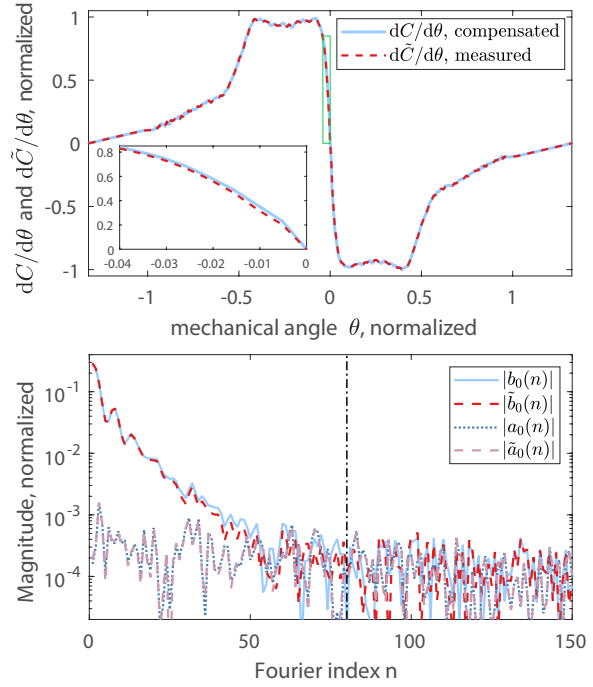 dC/dθ and dC̃/dθ, normalized
1
0.5
0
-0.5
-1
dC/dθ, compensated
dC̃/dθ, measured
0.8
0.6
0.4
0.2
0
-0.04 -0.03 -0.02 -0.01 0
-1 -0.5 0 0.5 1
mechanical angle θ, normalized
Magnitude, normalized
10⁻¹
10⁻²
10⁻³
10⁻⁴
|b₀(n)|
|b̃₀(n)|
|a₀(n)|
|ã₀(n)|
0 50 100 150
Fourier index n